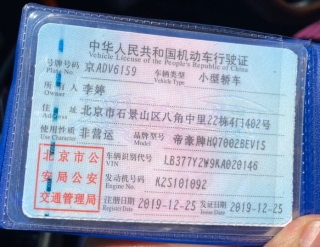 中华人民共和国机动车行驶证
Vehicle License of the People's Republic of China
号牌号码 京ADV6159 车辆类型 小型轿车
Plate No. Vehicle Type
所有人 李婷
Owner
住址 北京市石景山区八角中里22栋4门402号
Address
使用性质 非营运 品牌型号 帝豪牌HQ7002BEV15
Use Character Model
北京市公安局公安交通管理局
车辆识别代号 LB377Y2W9KA020146
VIN
发动机号码 K2S101092
Engine No.
注册日期 2019-12-25 发证日期 2019-12-25
Register Date Issue Date